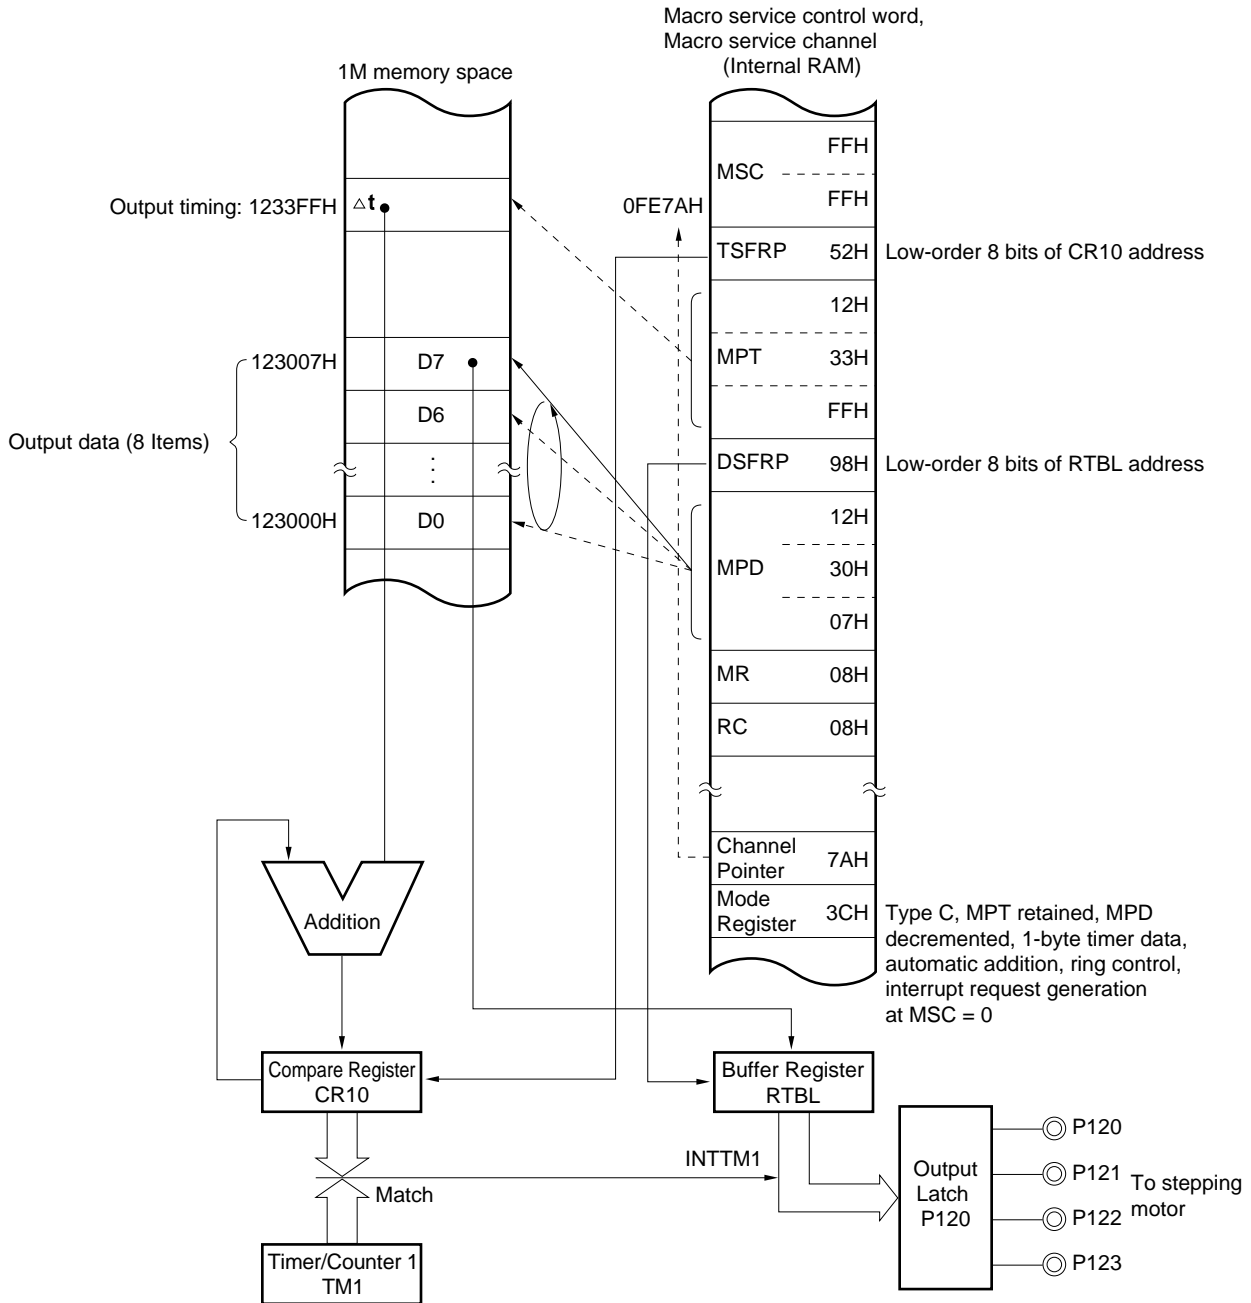 Macro service control word,
Macro service channel
(Internal RAM)
1M memory space
FFH
MSC
FFH
Output timing: 1233FFH
△t
0FE7AH
TSFRP 52H
Low-order 8 bits of CR10 address
12H
MPT 33H
FFH
123007H
D7
D6
Output data (8 Items)
⋮
DSFRP 98H
Low-order 8 bits of RTBL address
123000H
D0
12H
MPD 30H
07H
MR 08H
RC 08H
Channel
Pointer 7AH
Mode
Register 3CH
Type C, MPT retained, MPD
decremented, 1-byte timer data,
automatic addition, ring control,
interrupt request generation
at MSC = 0
Addition
Compare Register
CR10
Buffer Register
RTBL
INTTM1
Match
Timer/Counter 1
TM1
Output
Latch
P120
P120
P121
P122
P123
To stepping
motor